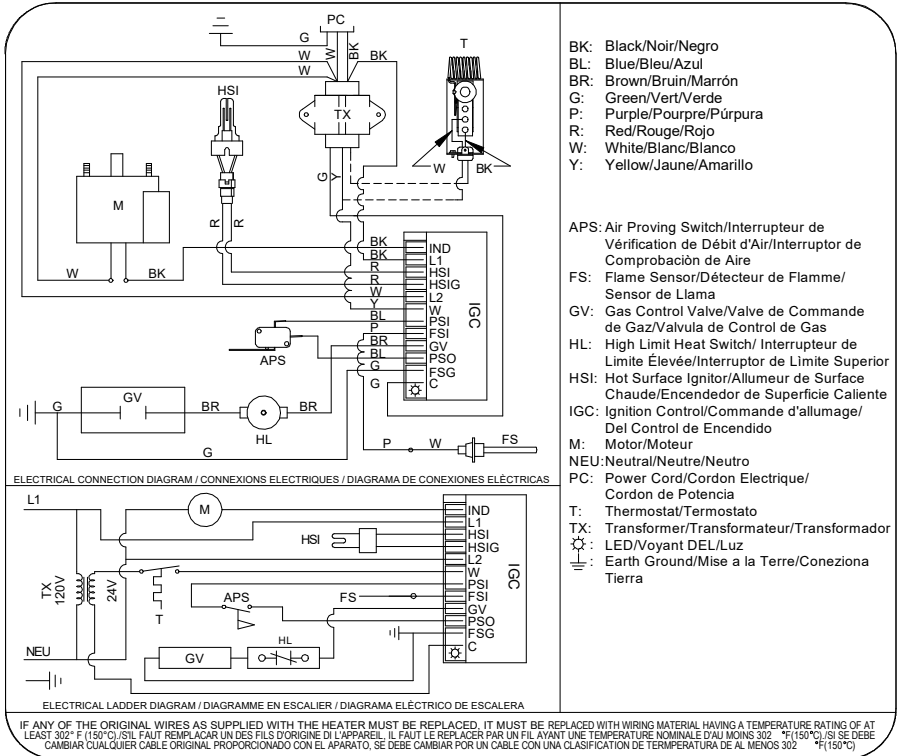 PC
G
W
W
W
BK
BK
T
HSI
TX
M
G
Y
W
BK
R
R
W
BK
BK
BK
R
R
W
Y
BL
P
BR
BL
G
G
IND
L1
HSI
HSIG
L2
W
PSI
FSI
GV
PSO
FSG
C
IGC
APS
GV
G
BR
BR
HL
G
P
W
FS
ELECTRICAL CONNECTION DIAGRAM / CONNEXIONS ELECTRIQUES / DIAGRAMA DE CONEXIONES ELÈCTRICAS
L1
M
HSI
IND
L1
HSI
HSIG
L2
W
PSI
FSI
GV
PSO
FSG
C
IGC
TX
120V
24V
T
APS
FS
HL
GV
NEU
ELECTRICAL LADDER DIAGRAM / DIAGRAMME EN ESCALIER / DIAGRAMA ELÈCTRICO DE ESCALERA
BK: Black/Noir/Negro
BL: Blue/Bleu/Azul
BR: Brown/Bruin/Marrón
G: Green/Vert/Verde
P: Purple/Pourpre/Púrpura
R: Red/Rouge/Rojo
W: White/Blanc/Blanco
Y: Yellow/Jaune/Amarillo
APS: Air Proving Switch/Interrupteur de
Vérification de Débit d'Air/Interruptor de
Comprobaciòn de Aire
FS: Flame Sensor/Détecteur de Flamme/
Sensor de Llama
GV: Gas Control Valve/Valve de Commande
de Gaz/Valvula de Control de Gas
HL: High Limit Heat Switch/ Interrupteur de
Limite Élevée/Interruptor de Lìmite Superior
HSI: Hot Surface Ignitor/Allumeur de Surface
Chaude/Encendedor de Superficie Caliente
IGC: Ignition Control/Commande d'allumage/
Del Control de Encendido
M: Motor/Moteur
NEU:Neutral/Neutre/Neutro
PC: Power Cord/Cordon Electrique/
Cordon de Potencia
T: Thermostat/Termostato
TX: Transformer/Transformateur/Transformador
: LED/Voyant DEL/Luz
: Earth Ground/Mise a la Terre/Coneziona
Tierra
IF ANY OF THE ORIGINAL WIRES AS SUPPLIED WITH THE HEATER MUST BE REPLACED, IT MUST BE REPLACED WITH WIRING MATERIAL HAVING A TEMPERATURE RATING OF AT
LEAST 302° F (150°C)./S'IL FAUT REMPLACAR UN DES FILS D'ORIGINE DI L'APPAREIL, IL FAUT LE REPLACER PAR UN FIL AYANT UNE TEMPERATURE NOMINALE D'AU MOINS 302 °F(150°C)./SI SE DEBE
CAMBIAR CUALQUIER CABLE ORIGINAL PROPORCIONADO CON EL APARATO, SE DEBE CAMBIAR POR UN CABLE CON UNA CLASIFICATION DE TERMPERATURA DE AL MENOS 302 °F(150°C)